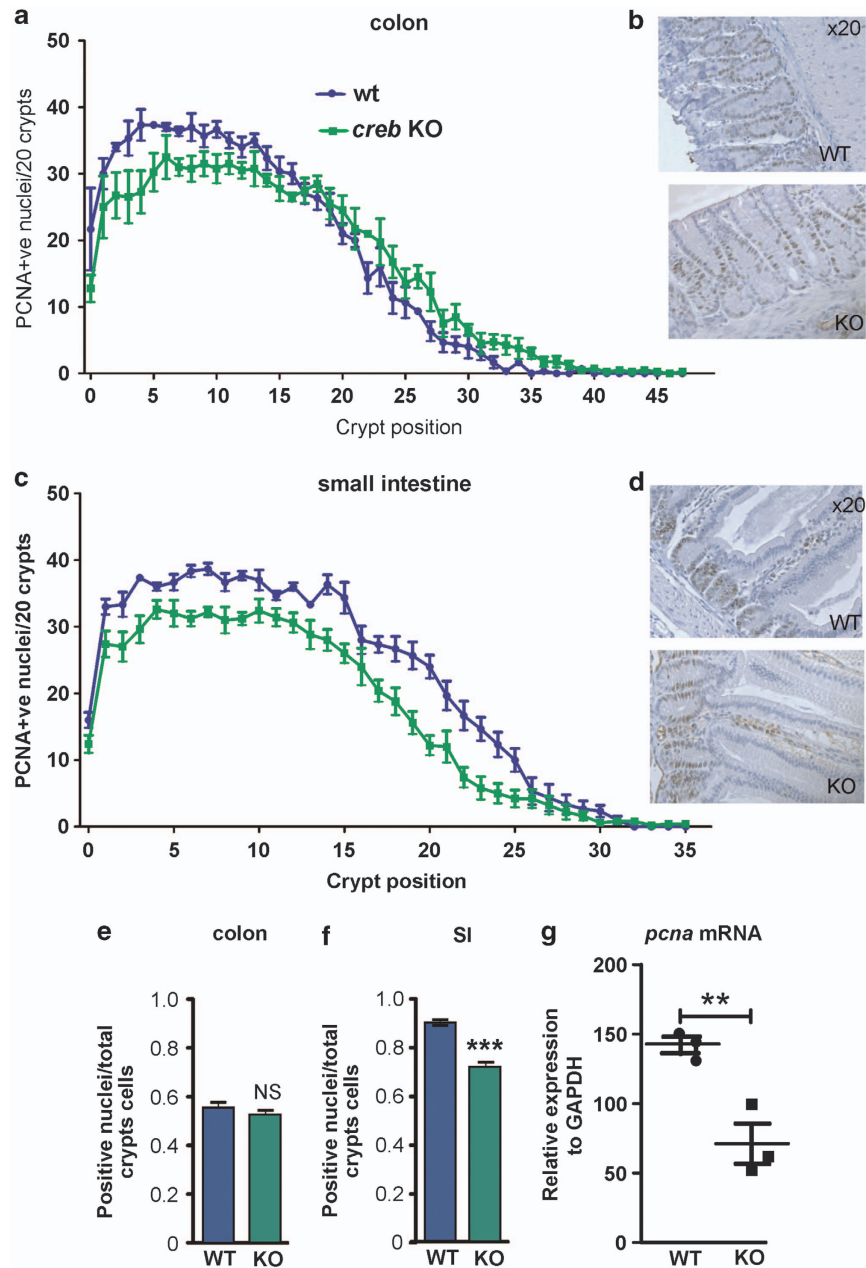 a
colon
b
PCNA+ve nuclei/20 crypts
50
40
30
20
10
0
wt
creb KO
0 5 10 15 20 25 30 35 40 45
Crypt position
x20
WT
KO
c
small intestine
d
PCNA+ve nuclei/20 crypts
50
40
30
20
10
0
0 5 10 15 20 25 30 35
Crypt position
x20
WT
KO
e
colon
Positive nuclei/total
crypts cells
1.0
0.8
0.6
0.4
0.2
0
NS
WT KO
f
SI
Positive nuclei/total
crypts cells
1.0
0.8
0.6
0.4
0.2
0
***
WT KO
g
pcna mRNA
Relative expression
to GAPDH
200
150
100
50
0
**
WT KO